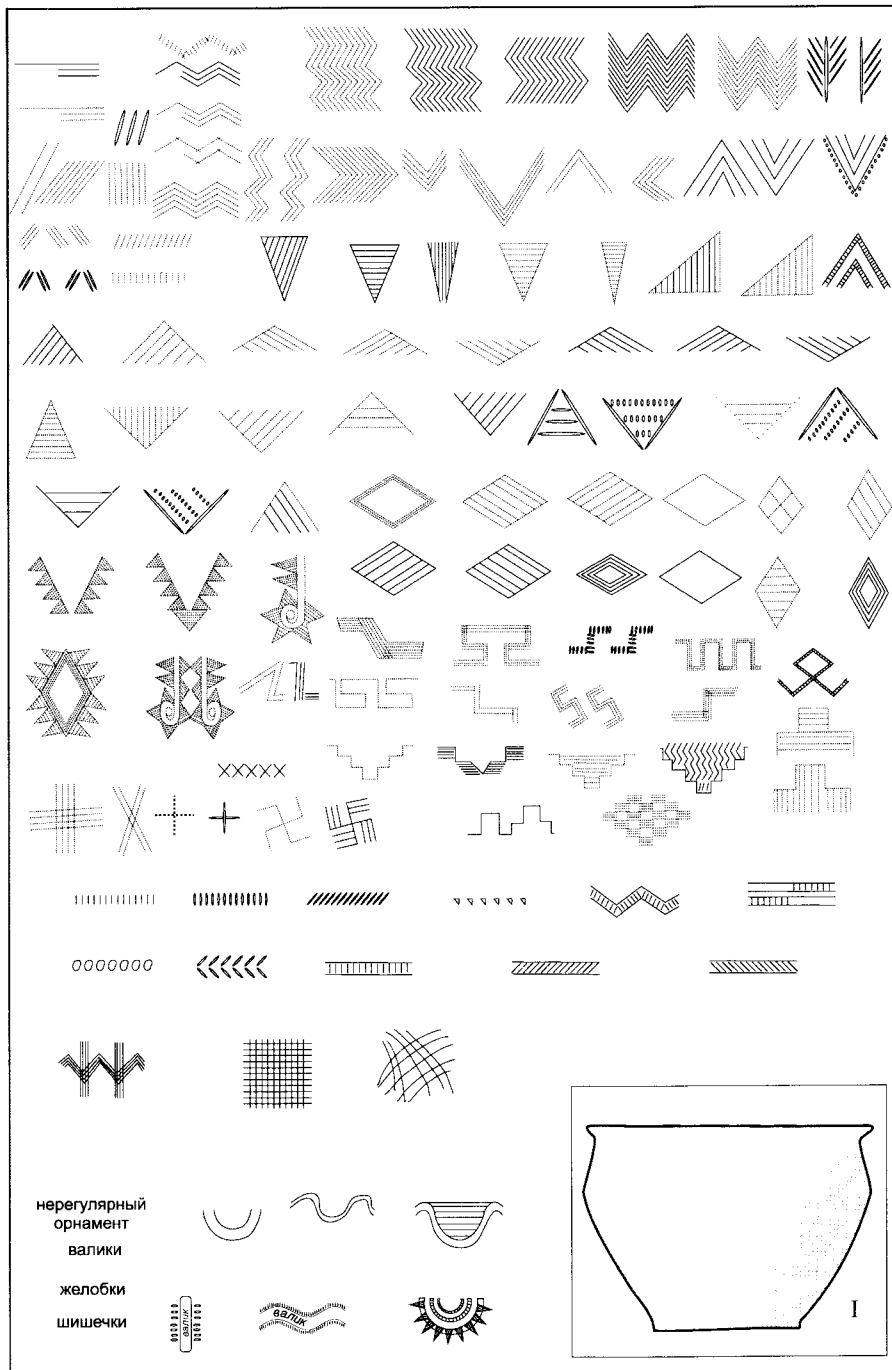 нерегулярный
орнамент
валики
желобки
шишечки
валик
валик
I